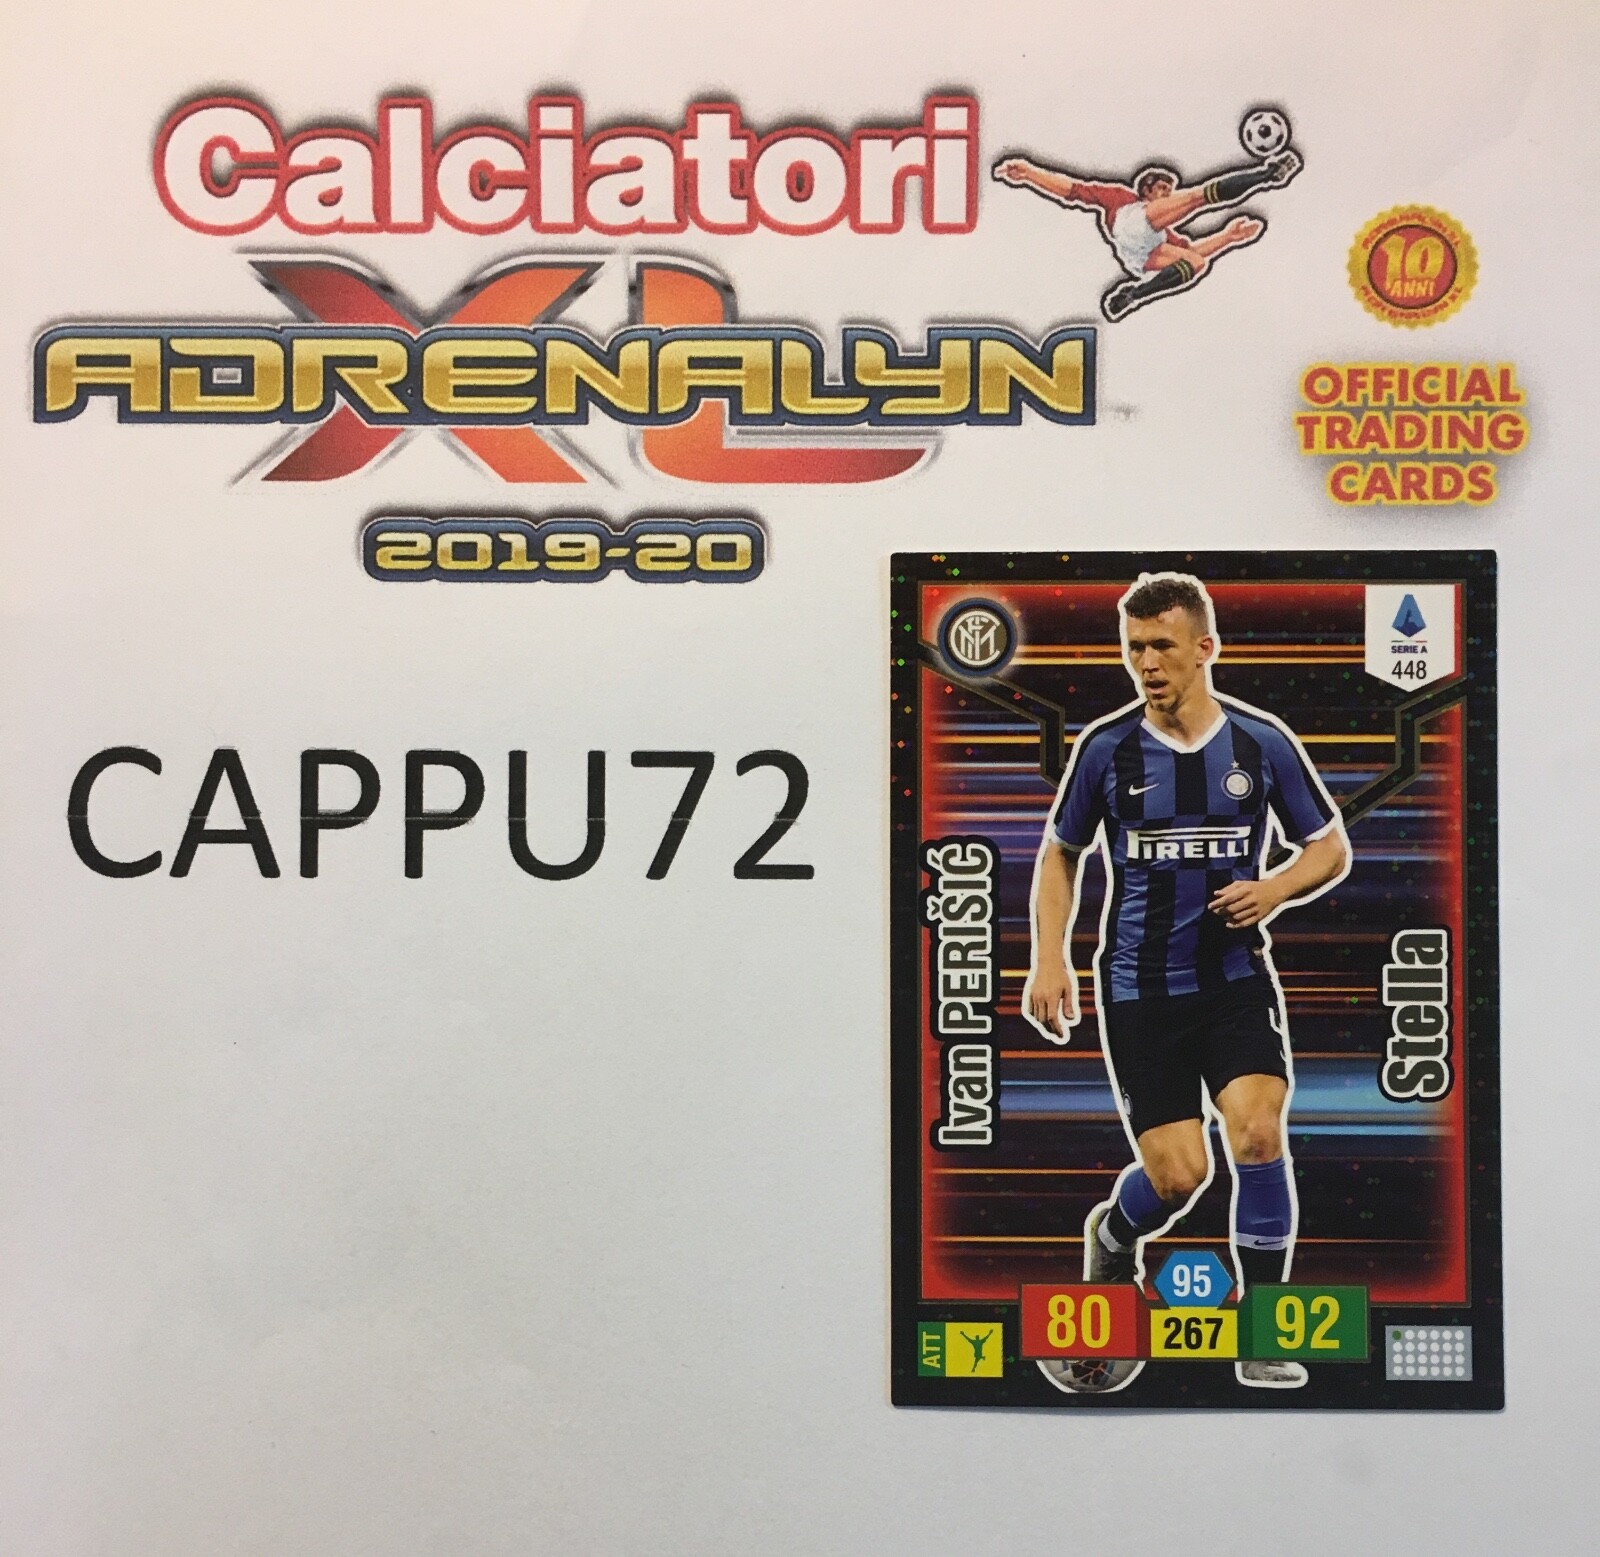 Calciatori
XL
ADRENALYN
2019-20
10
ANNI
OFFICIAL
TRADING
CARDS
CAPPU72
SERIE A
448
PIRELLI
Ivan PERIŠIĆ
Stella
95
80
267
92
ATT